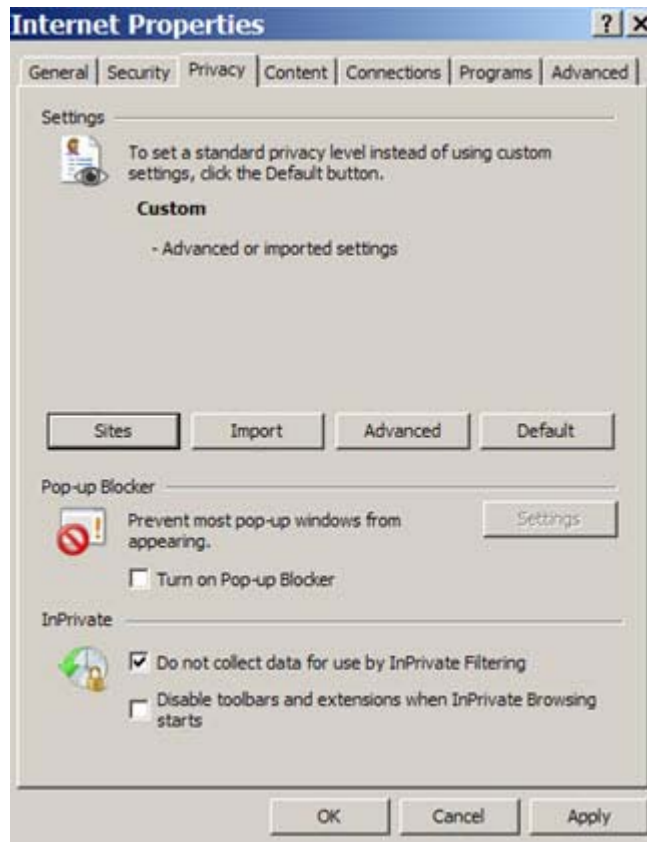 Internet Properties
General Security Privacy Content Connections Programs Advanced
Settings
To set a standard privacy level instead of using custom
settings, click the Default button.
Custom
- Advanced or imported settings
Sites Import Advanced Default
Pop-up Blocker
Prevent most pop-up windows from
appearing.
Settings
Turn on Pop-up Blocker
InPrivate
Do not collect data for use by InPrivate Filtering
Disable toolbars and extensions when InPrivate Browsing
starts
OK Cancel Apply